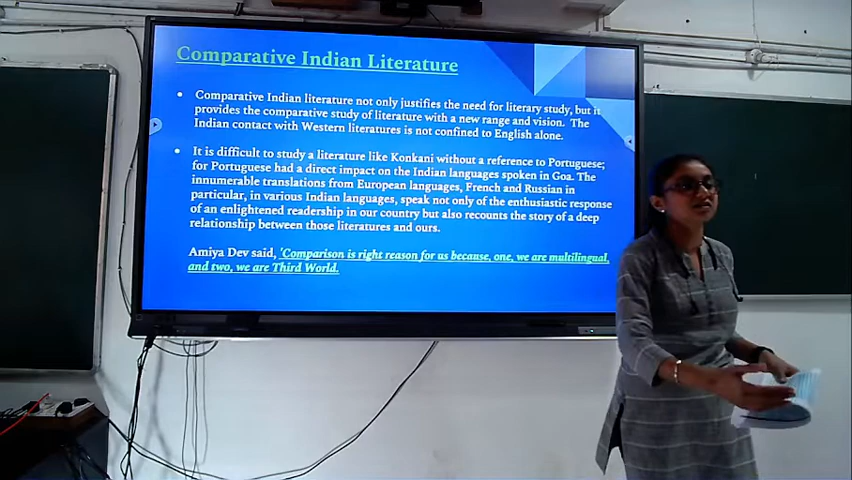 Comparative Indian Literature
Comparative Indian literature not only justifies the need for literary study, but it
provides the comparative study of literature with a new range and vision. The
Indian contact with Western literatures is not confined to English alone.
It is difficult to study a literature like Konkani without a reference to Portuguese;
for Portuguese had a direct impact on the Indian languages spoken in Goa. The
innumerable translations from European languages, French and Russian in
particular, in various Indian languages, speak not only of the enthusiastic response
of an enlightened readership in our country but also recounts the story of a deep
relationship between those literatures and ours.
Amiya Dev said, 'Comparison is right reason for us because, one, we are multilingual,
and two, we are Third World.